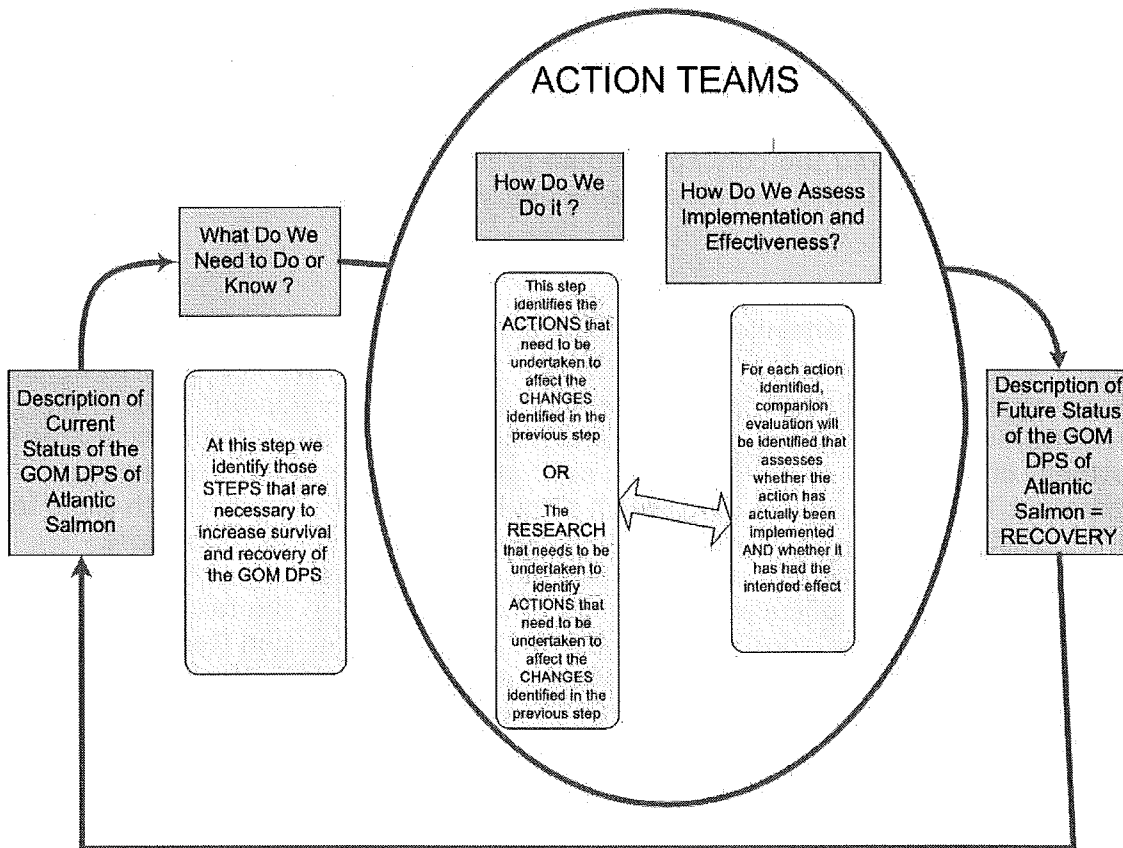 ACTION TEAMS
Description of
Current
Status of the
GOM DPS of
Atlantic
Salmon
What Do We
Need to Do or
Know ?
At this step we
identify those
STEPS that are
necessary to
increase survival
and recovery of
the GOM DPS
How Do We
Do it ?
This step
identifies the
ACTIONS that
need to be
undertaken to
affect the
CHANGES
identified in the
previous step
OR
The
RESEARCH
that needs to be
undertaken to
identify
ACTIONS that
need to be
undertaken to
affect the
CHANGES
identified in the
previous step
How Do We Assess
Implementation and
Effectiveness?
For each action
identified,
companion
evaluation will
be identified that
assesses
whether the
action has
actually been
implemented
AND whether it
has had the
intended effect
Description of
Future Status
of the GOM
DPS of
Atlantic
Salmon =
RECOVERY